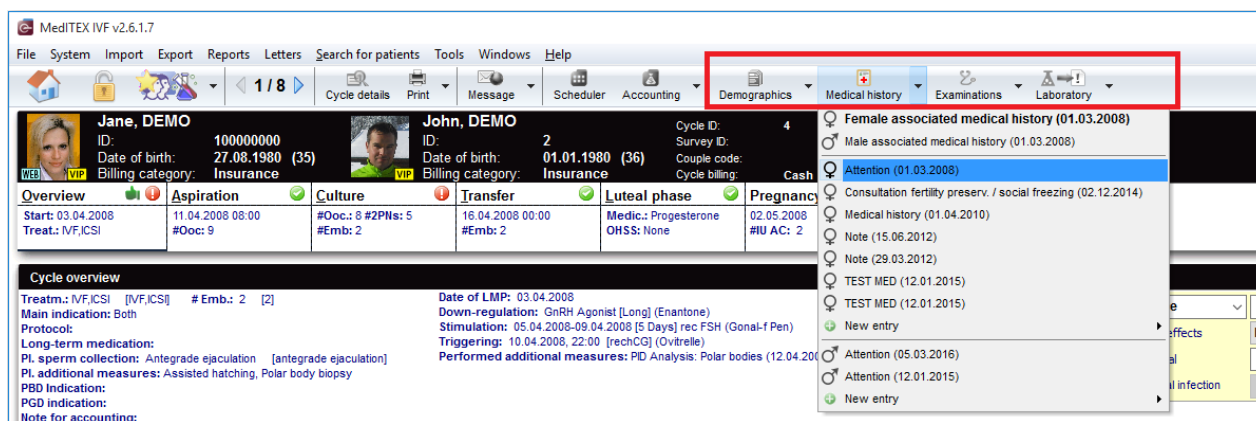 MedITEX IVF v2.6.1.7
File System Import Export Reports Letters Search for patients Tools Windows Help
1 / 8 Cycle details Print Message Scheduler Accounting Demographics Medical history Examinations Laboratory
Jane, DEMO
ID: 100000000
Date of birth: 27.08.1980 (35)
Billing category: Insurance
WEB VIP
John, DEMO
ID: 2
Date of birth: 01.01.1980 (36)
Billing category: Insurance
VIP
Cycle ID: 4
Survey ID:
Couple code:
Cycle billing: Cash
Overview
Start: 03.04.2008
Treat.: IVF,ICSI
Aspiration
11.04.2008 08:00
#Ooc: 9
Culture
#Ooc.: 8 #2PNs: 5
#Emb: 2
Transfer
16.04.2008 00:00
#Emb: 2
Luteal phase
Medic.: Progesterone
OHSS: None
Pregnancy
02.05.2008
#IU AC: 2
Female associated medical history (01.03.2008)
Male associated medical history (01.03.2008)
Attention (01.03.2008)
Consultation fertility preserv. / social freezing (02.12.2014)
Medical history (01.04.2010)
Note (15.06.2012)
Note (29.03.2012)
TEST MED (12.01.2015)
TEST MED (12.01.2015)
New entry
Attention (05.03.2016)
Attention (12.01.2015)
New entry
Cycle overview
Treatm.: IVF,ICSI [IVF,ICSI] # Emb.: 2 [2]
Main indication: Both
Protocol:
Long-term medication:
Pl. sperm collection: Antegrade ejaculation [antegrade ejaculation]
Pl. additional measures: Assisted hatching, Polar body biopsy
PBD Indication:
PGD indication:
Note for accounting:
Date of LMP: 03.04.2008
Down-regulation: GnRH Agonist [Long] (Enantone)
Stimulation: 05.04.2008-09.04.2008 [5 Days] rec FSH (Gonal-f Pen)
Triggering: 10.04.2008, 22:00 [rechCG] (Ovitrelle)
Performed additional measures: PID Analysis: Polar bodies (12.04.200
e
effects
al
l infection